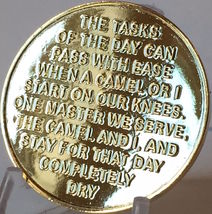 THE TASKS
OF THE DAY CAN
PASS WITH EASE
WHEN A CAMEL, OR I
START ON OUR KNEES.
ONE MASTER WE SERVE
THE CAMEL AND I, AND
STAY FOR THAT DAY
COMPLETELY
DRY